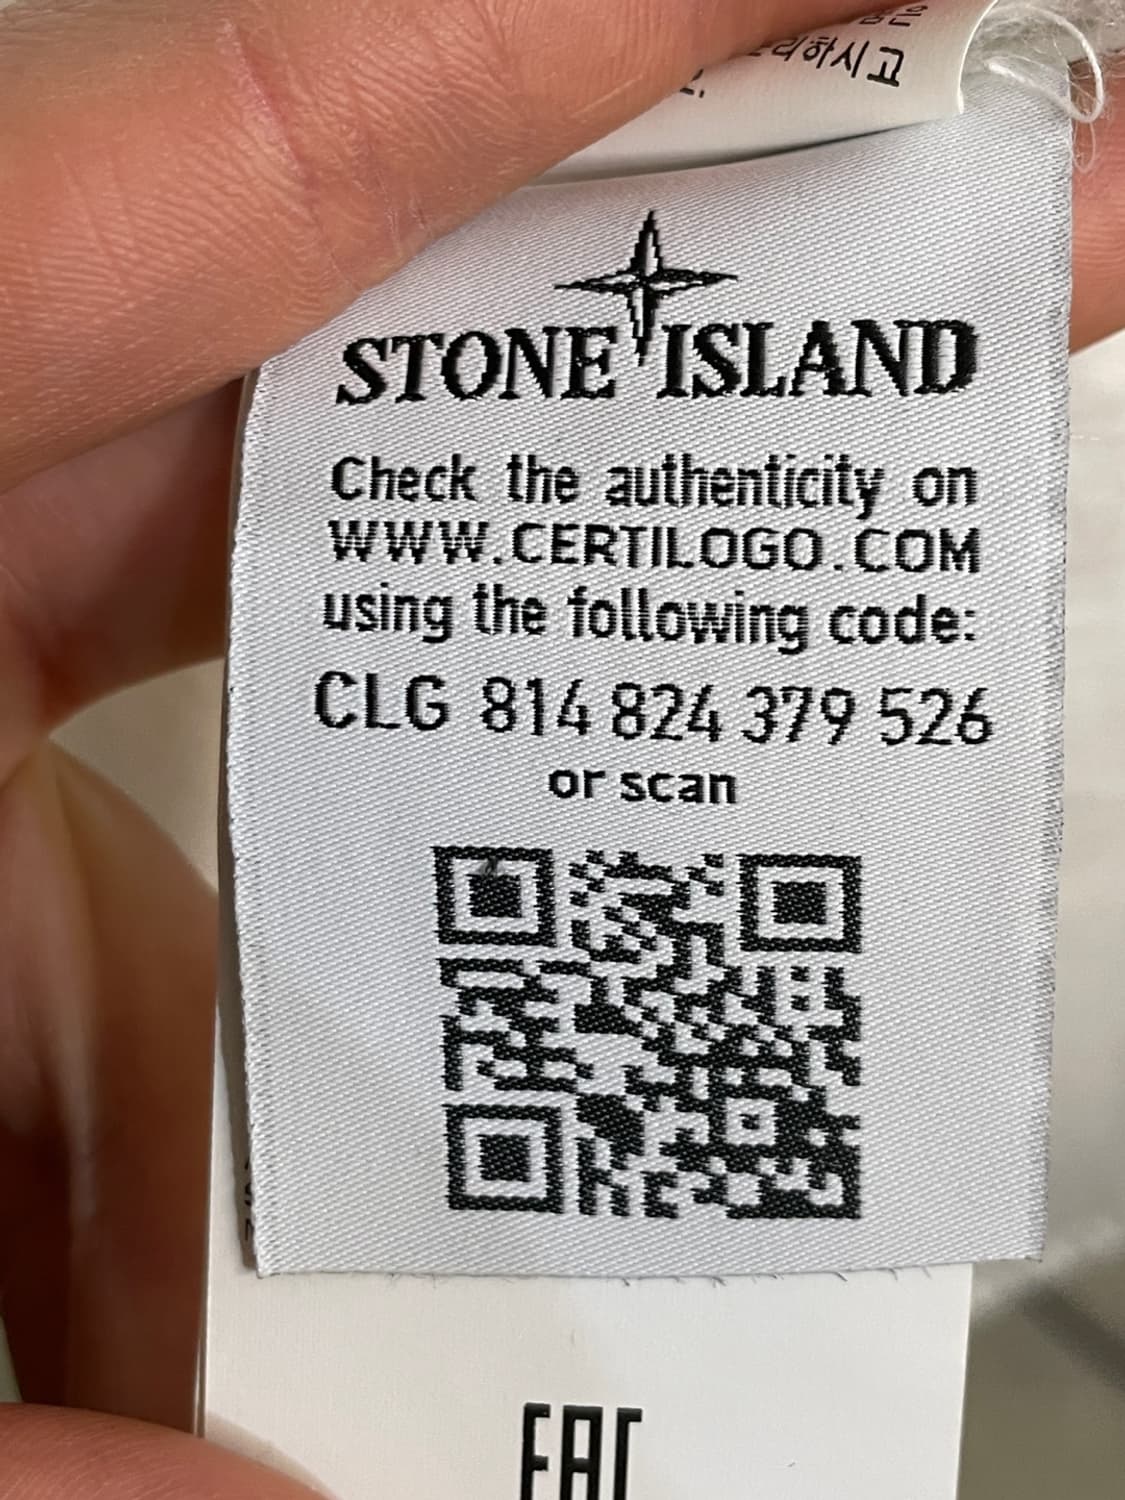 리하시고
STONE ISLAND
Check the authenticity on
WWW.CERTILOGO.COM
using the following code:
CLG 814 824 379 526
or scan
EAC